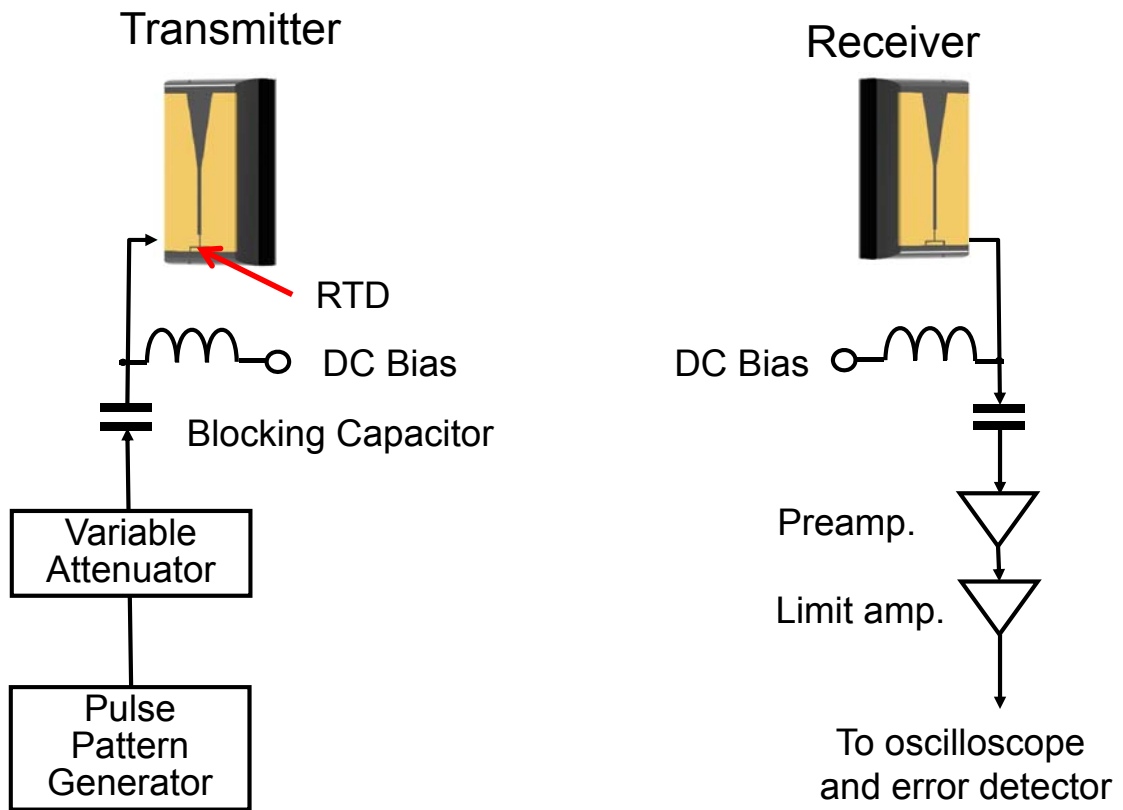 Transmitter
RTD
DC Bias
Blocking Capacitor
Variable
Attenuator
Pulse
Pattern
Generator
Receiver
DC Bias
Preamp.
Limit amp.
To oscilloscope
and error detector